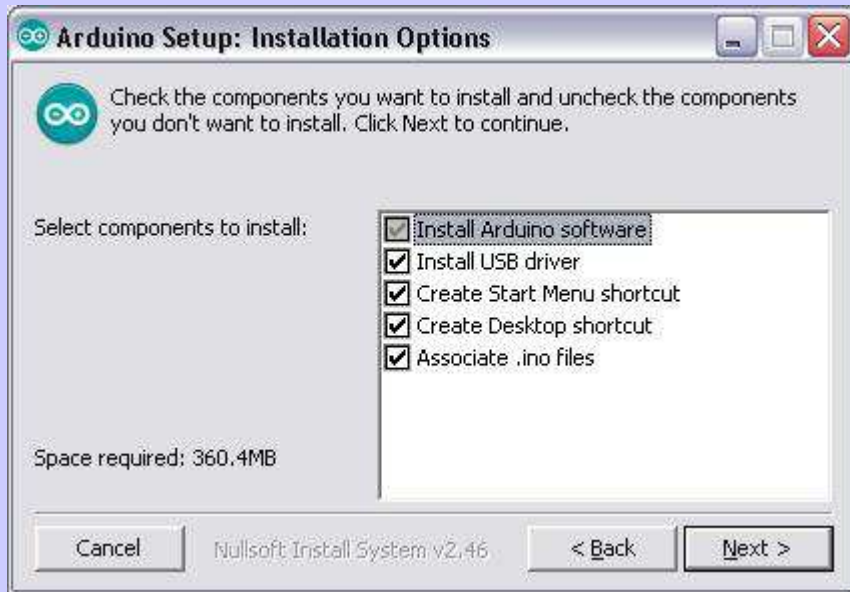 Arduino Setup: Installation Options
Check the components you want to install and uncheck the components
you don't want to install. Click Next to continue.
Select components to install:
Install Arduino software
Install USB driver
Create Start Menu shortcut
Create Desktop shortcut
Associate .ino files
Space required: 360.4MB
Cancel
Nullsoft Install System v2.46
< Back
Next >